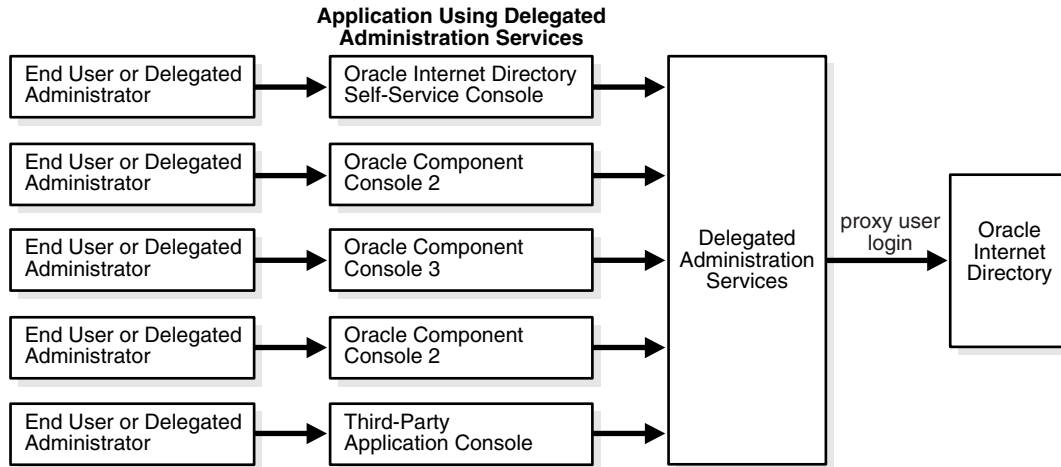 Application Using Delegated
Administration Services
End User or Delegated
Administrator
Oracle Internet Directory
Self-Service Console
End User or Delegated
Administrator
Oracle Component
Console 2
End User or Delegated
Administrator
Oracle Component
Console 3
End User or Delegated
Administrator
Oracle Component
Console 2
End User or Delegated
Administrator
Third-Party
Application Console
Delegated
Administration
Services
proxy user
login
Oracle
Internet
Directory